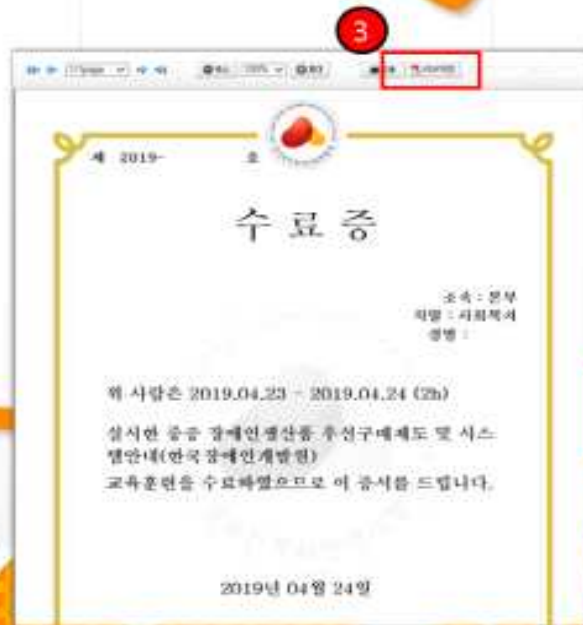 3
제 2019- 호
수 료 증
소 속 : 본부
직명 : 사회복지
성명 :
위 사람은 2019.04.23 - 2019.04.24 (2h)
실시한 중증 장애인생산품 우선구매제도 및 시스
템안내(한국장애인개발원)
교육훈련을 수료하였으므로 이 증서를 드립니다.
2019년 04월 24일